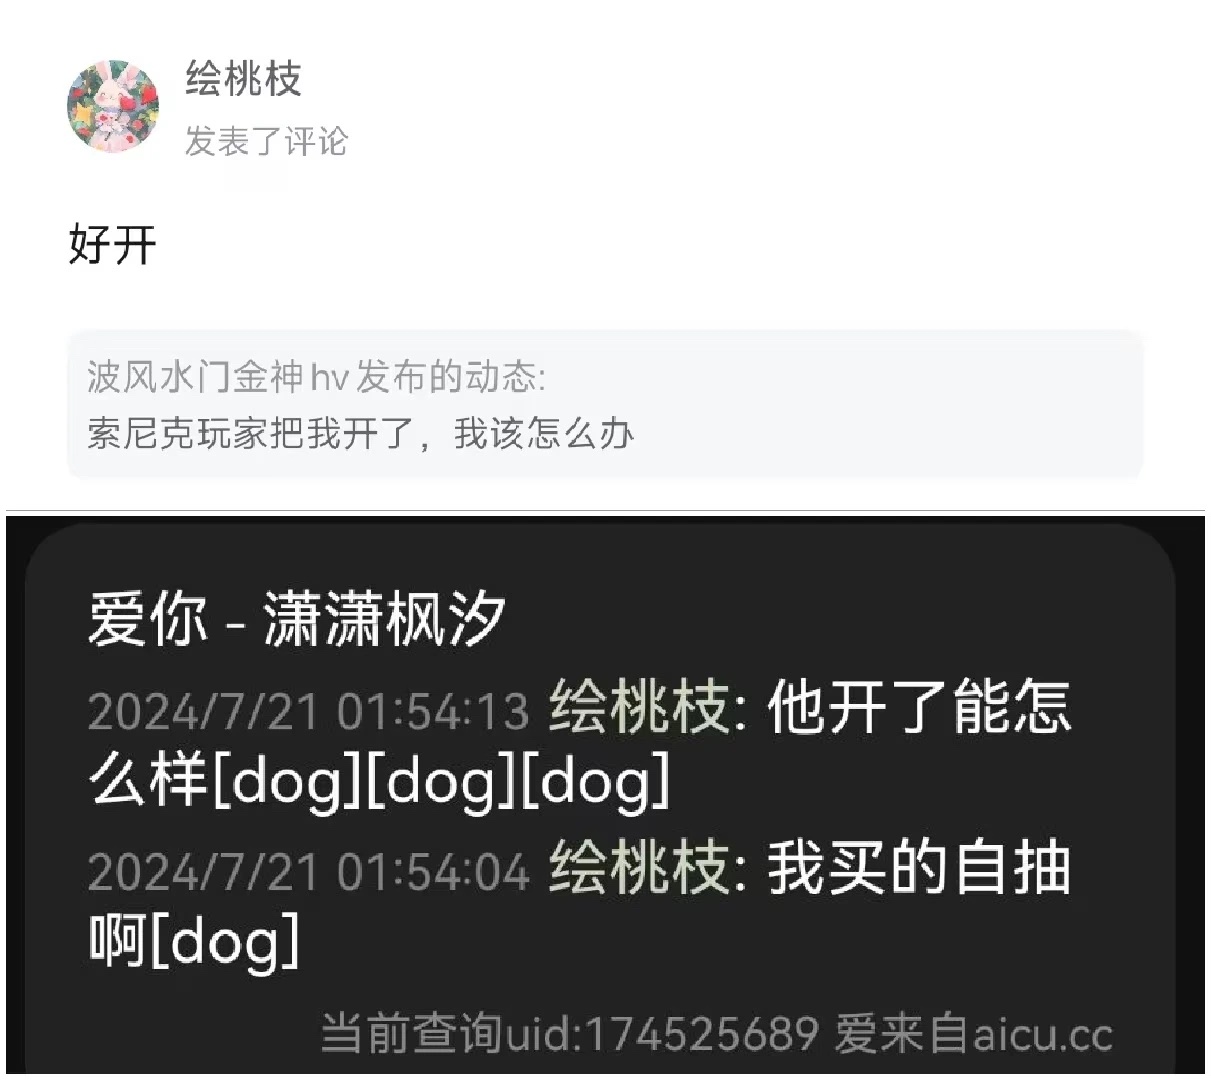 绘桃枝
发表了评论
好开
波风水门金神hv发布的动态:
索尼克玩家把我开了，我该怎么办
爱你 - 潇潇枫汐
2024/7/21 01:54:13 绘桃枝: 他开了能怎
么样[dog][dog][dog]
2024/7/21 01:54:04 绘桃枝: 我买的自抽
啊[dog]
当前查询uid:174525689 爱来自aicu.cc